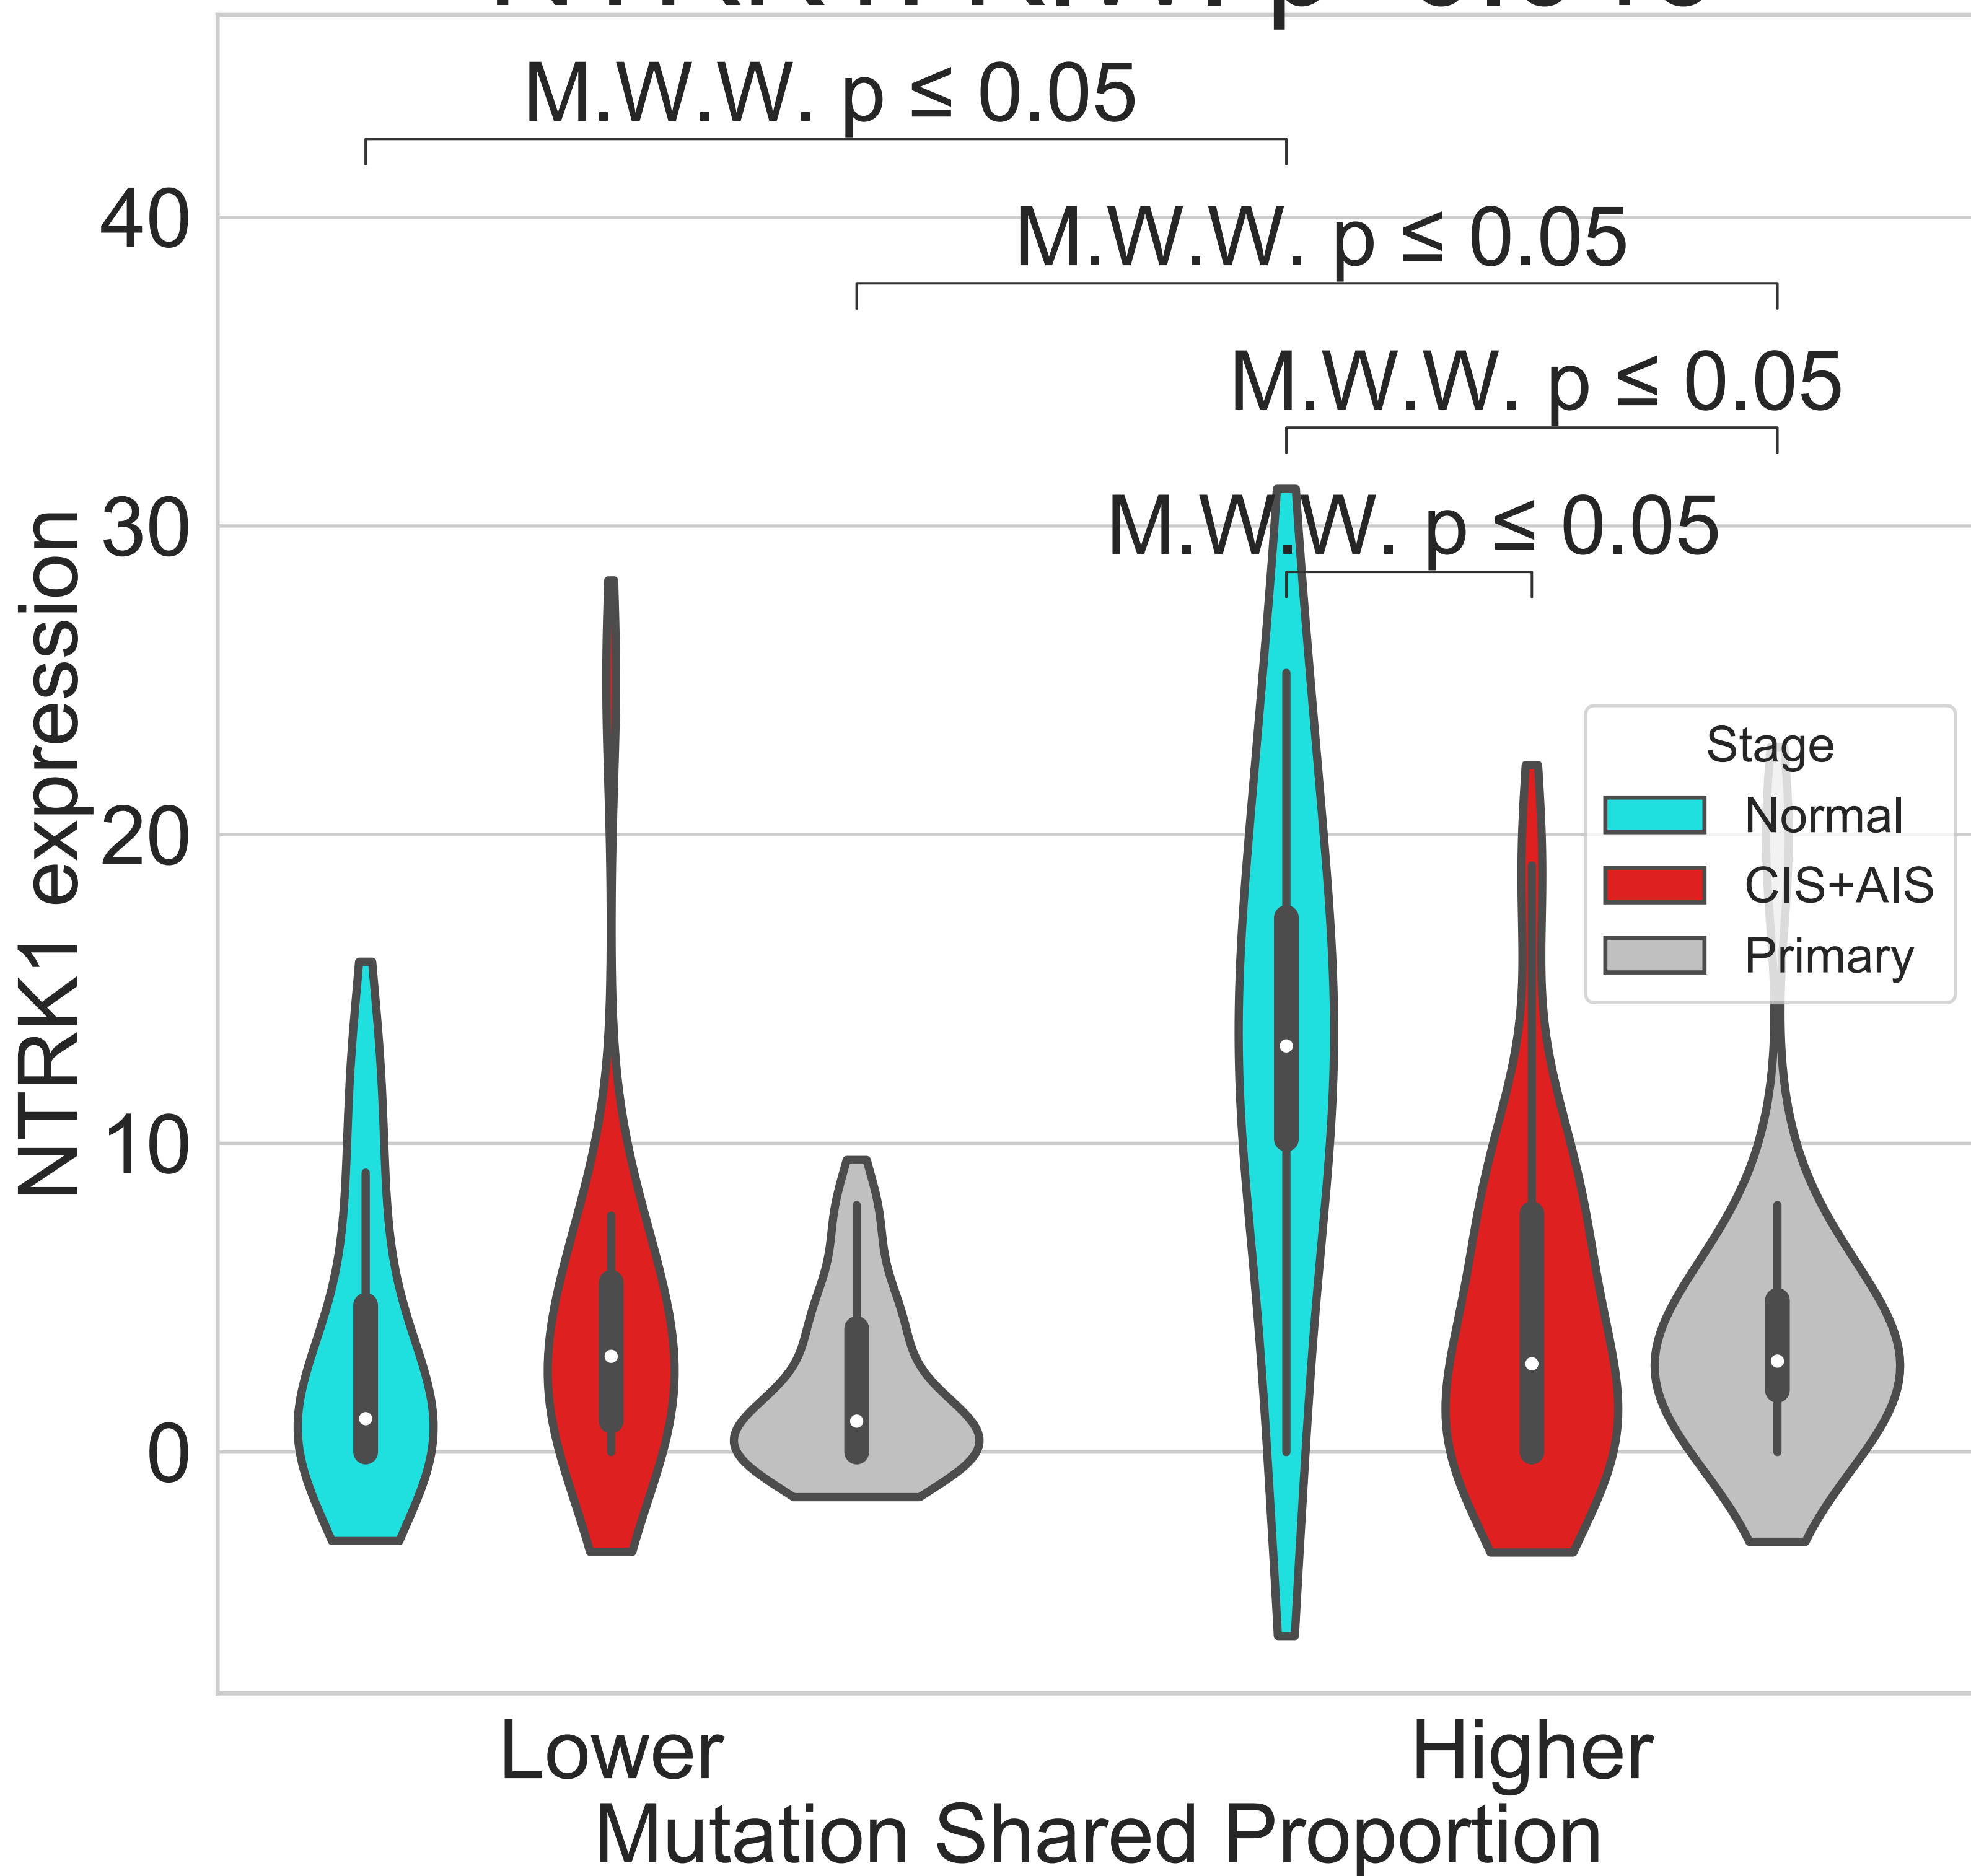 M.W.W. p ≤ 0.05
40
M.W.W. p ≤ 0.05
M.W.W. p ≤ 0.05
30
M.W.W. p ≤ 0.05
NTRK1 expression
Stage
Normal
20
CIS+AIS
Primary
10
0
Lower
Higher
Mutation Shared Proportion